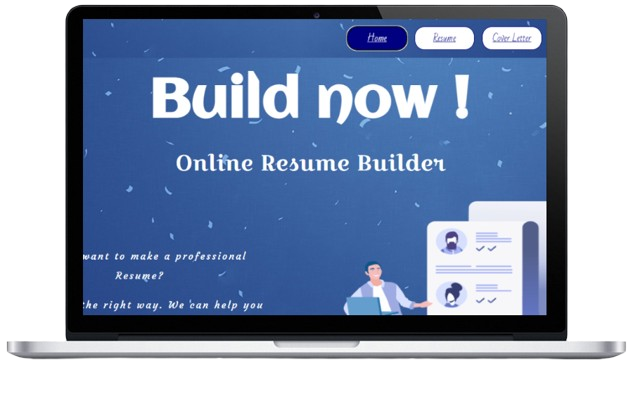 Home Resume Cover Letter
Build now !
Online Resume Builder
want to make a professional
Resume?
the right way. We can help you